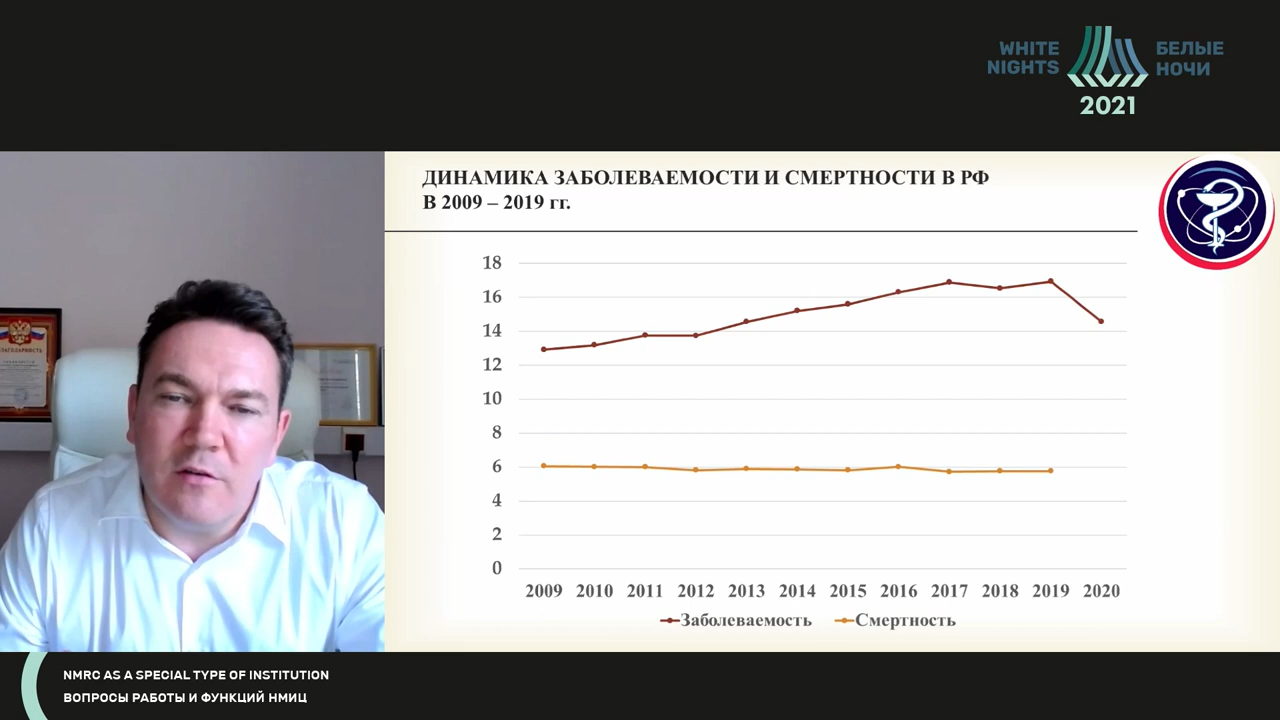 WHITE NIGHTS
БЕЛЫЕ НОЧИ
2021
ДИНАМИКА ЗАБОЛЕВАЕМОСТИ И СМЕРТНОСТИ В РФ
В 2009 – 2019 гг.
18
16
14
12
10
8
6
4
2
0
2009 2010 2011 2012 2013 2014 2015 2016 2017 2018 2019 2020
Заболеваемость Смертность
БЛАГОДАРНОСТЬ
NMRC AS A SPECIAL TYPE OF INSTITUTION
ВОПРОСЫ РАБОТЫ И ФУНКЦИЙ НМИЦ